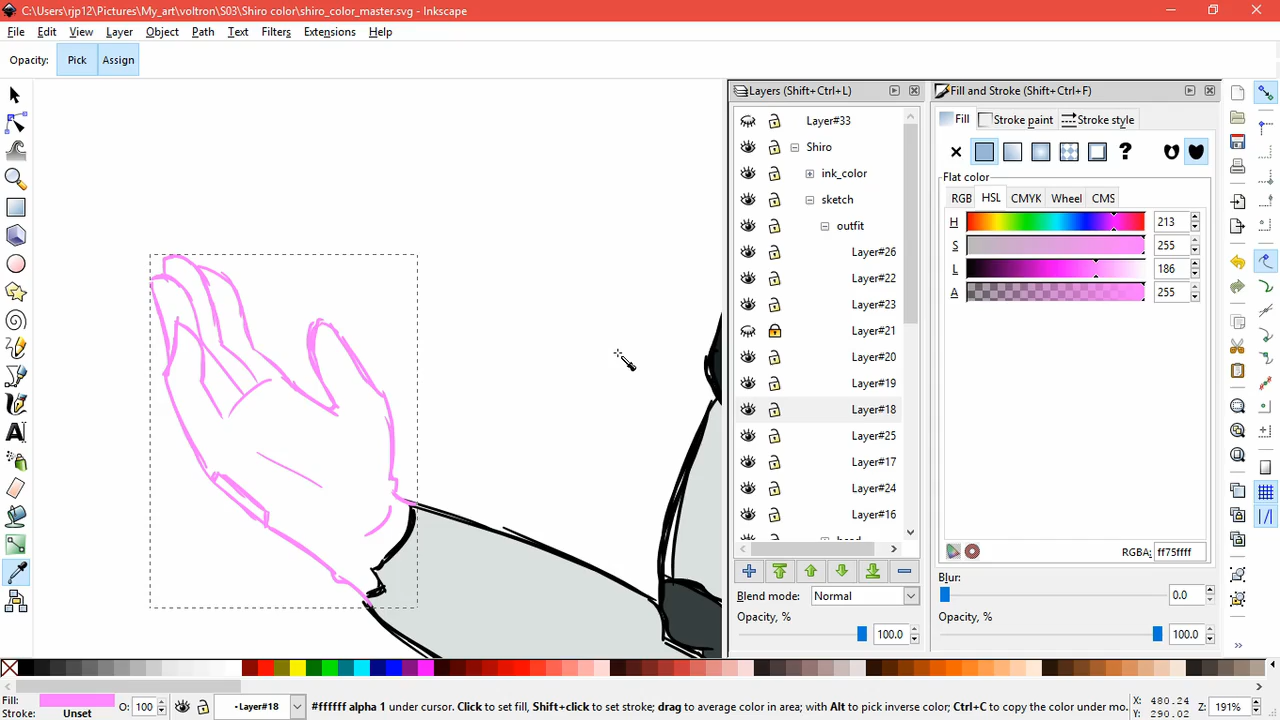 C:\Users\rjp12\Pictures\My_art\voltron\S03\Shiro color\shiro_color_master.svg - Inkscape
File Edit View Layer Object Path Filters Text Extensions Help
Opacity: Pick Assign
Layers (Shift+Ctrl+L)
Layer#33
Shiro
ink_color
sketch
outfit
Layer#26
Layer#22
Layer#23
Layer#21
Layer#20
Layer#19
Layer#18
Layer#25
Layer#17
Layer#24
Layer#16
Blend mode: Normal
Opacity, %
100.0
Fill and Stroke (Shift+Ctrl+F)
Fill Stroke paint Stroke style
?
Flat color
RGB HSL CMYK Wheel CMS
H 213
S 255
L 186
A 255
RGBA: ff75ffff
Blur:
0.0
Opacity, %
100.0
Fill:
Stroke: Unset
O: 100
•Layer#18
#ffffff alpha 1 under cursor. Click to set fill, Shift+click to set stroke; drag to average color in area; with Alt to pick inverse color; Ctrl+C to copy the color under mo..
X: 480.24
Y: 290.02
Z: 191%